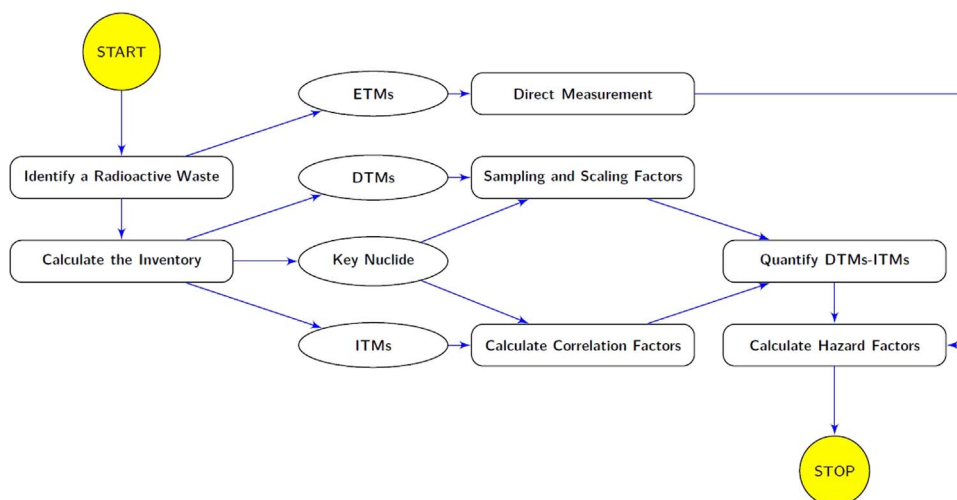 START
ETMs
Direct Measurement
Identify a Radioactive Waste
DTMs
Sampling and Scaling Factors
Calculate the Inventory
Key Nuclide
Quantify DTMs-ITMs
ITMs
Calculate Correlation Factors
Calculate Hazard Factors
STOP